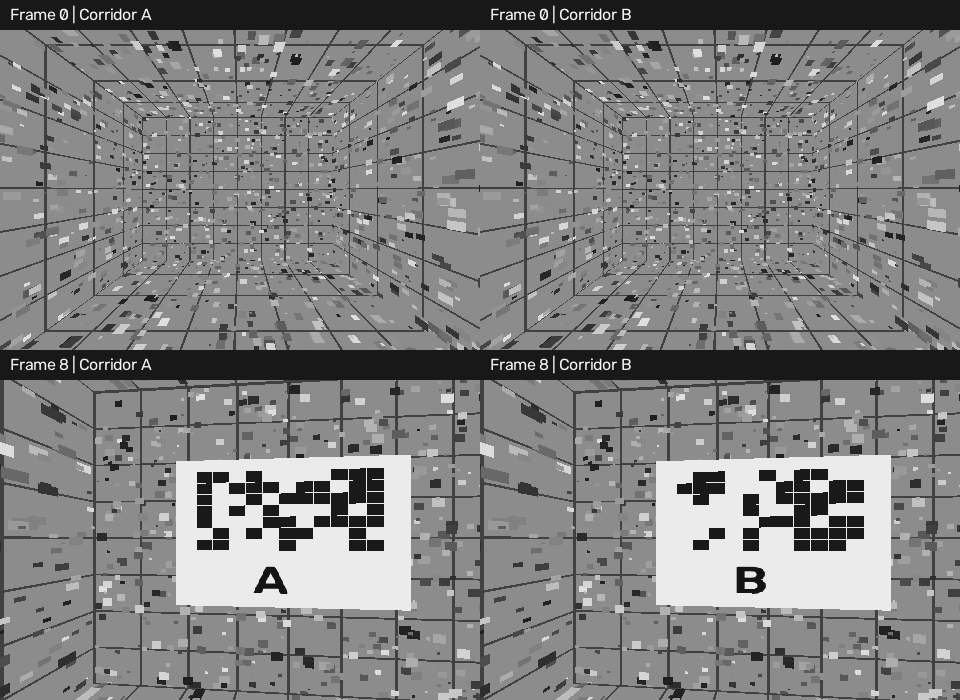 Frame 0 | Corridor A
Frame 0 | Corridor B
Frame 8 | Corridor A
Frame 8 | Corridor B
A
B